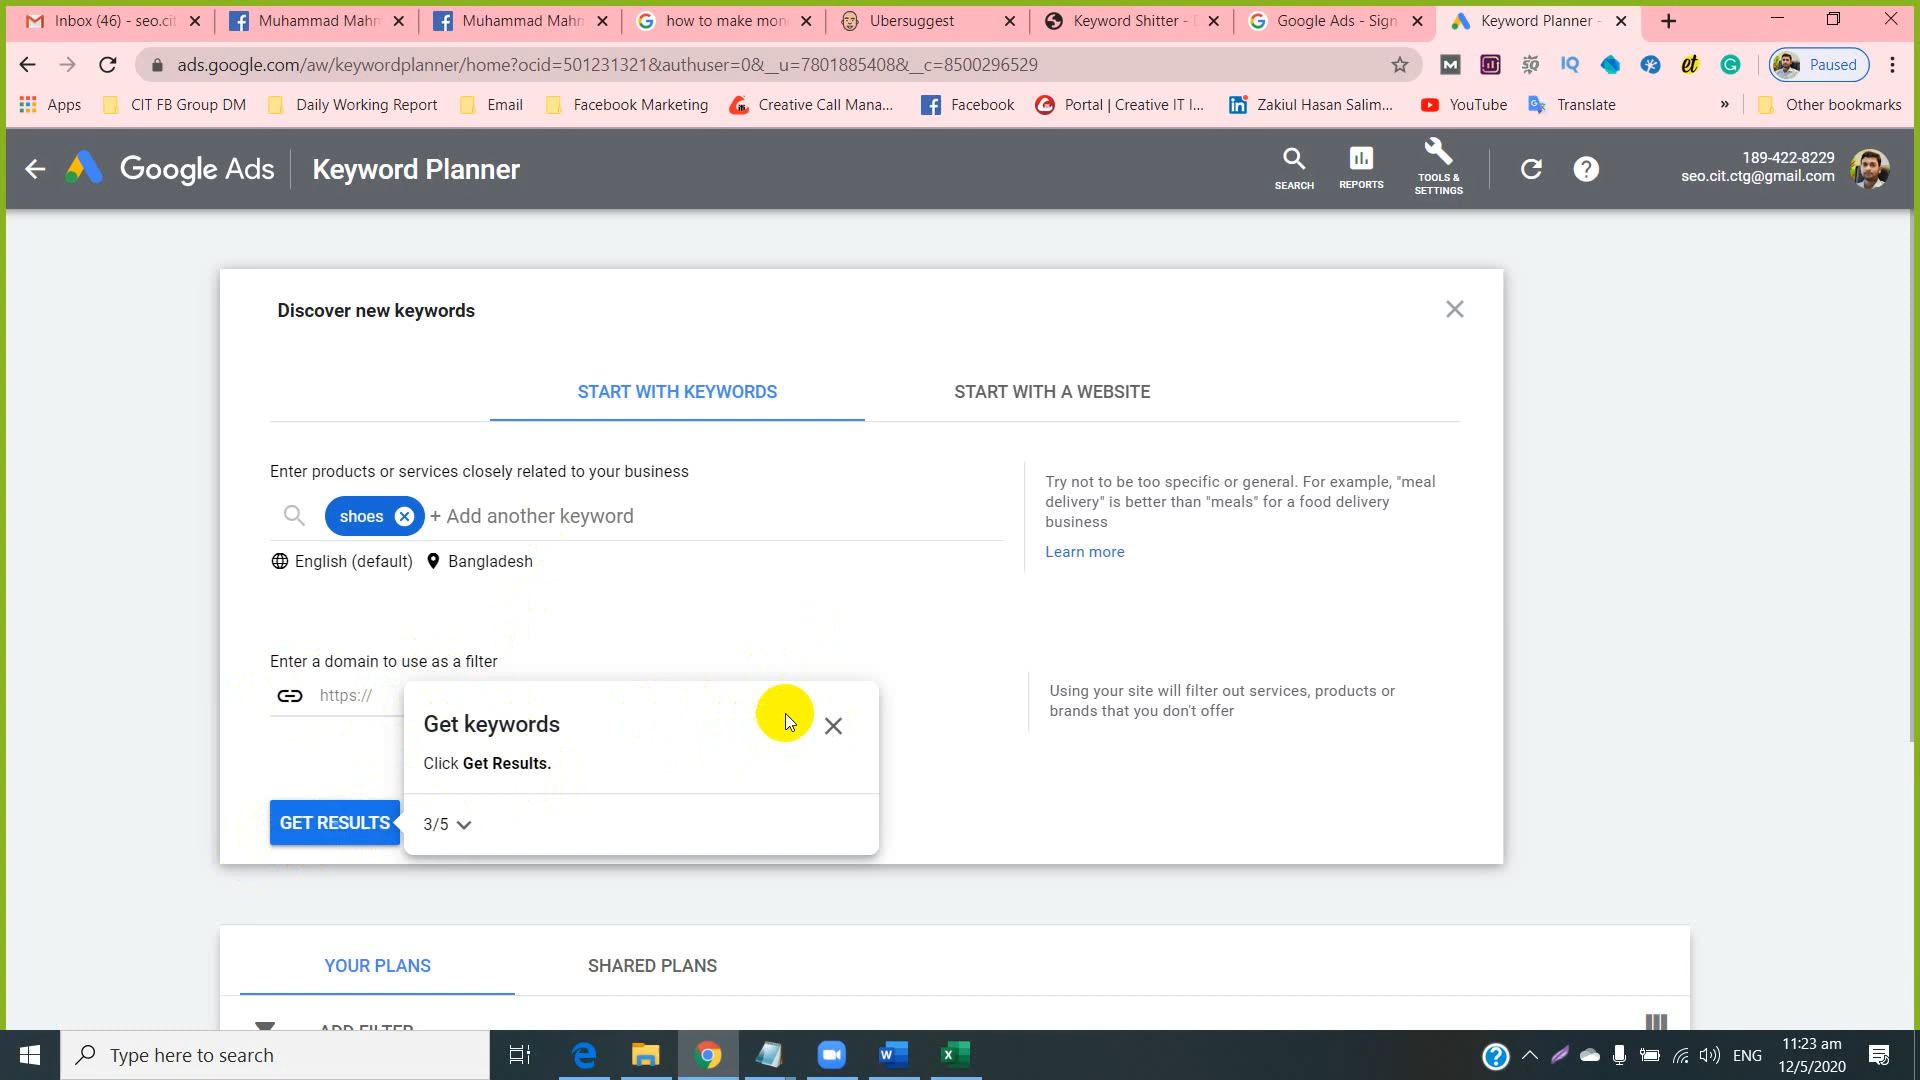 Inbox (46) - seo.cit
Muhammad Mahm
Muhammad Mahm
how to make mon
Ubersuggest
Keyword Shitter -
Google Ads - Sign
Keyword Planner -
ads.google.com/aw/keywordplanner/home?ocid=501231321&authuser=0&__u=7801885408&__c=8500296529
Paused
Apps
CIT FB Group DM
Daily Working Report
Email
Facebook Marketing
Creative Call Mana...
Facebook
Portal | Creative IT I...
Zakiul Hasan Salim...
YouTube
Translate
»
Other bookmarks
Google Ads
Keyword Planner
SEARCH
REPORTS
TOOLS &
SETTINGS
189-422-8229
seo.cit.ctg@gmail.com
Discover new keywords
START WITH KEYWORDS
START WITH A WEBSITE
Enter products or services closely related to your business
shoes
+ Add another keyword
English (default)
Bangladesh
Try not to be too specific or general. For example, "meal
delivery" is better than "meals" for a food delivery
business
Learn more
Enter a domain to use as a filter
https://
Using your site will filter out services, products or
brands that you don't offer
Get keywords
Click Get Results.
3/5
GET RESULTS
YOUR PLANS
SHARED PLANS
ADD FILTER
Type here to search
ENG
11:23 am
12/5/2020